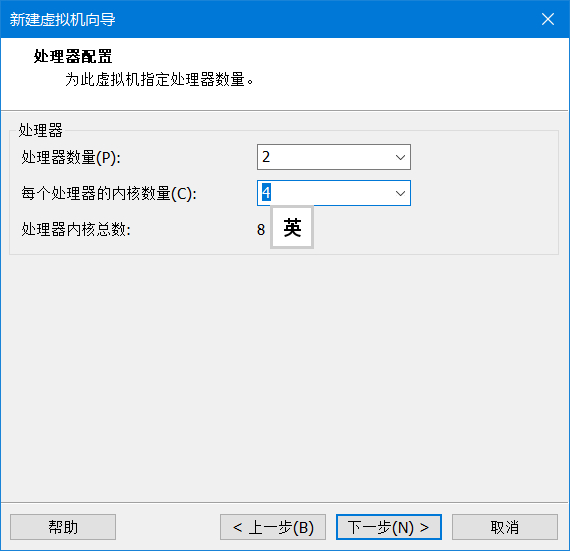 新建虚拟机向导
处理器配置
为此虚拟机指定处理器数量。
处理器
处理器数量(P): 2
每个处理器的内核数量(C): 4
处理器内核总数: 8
英
帮助 < 上一步(B) 下一步(N) > 取消